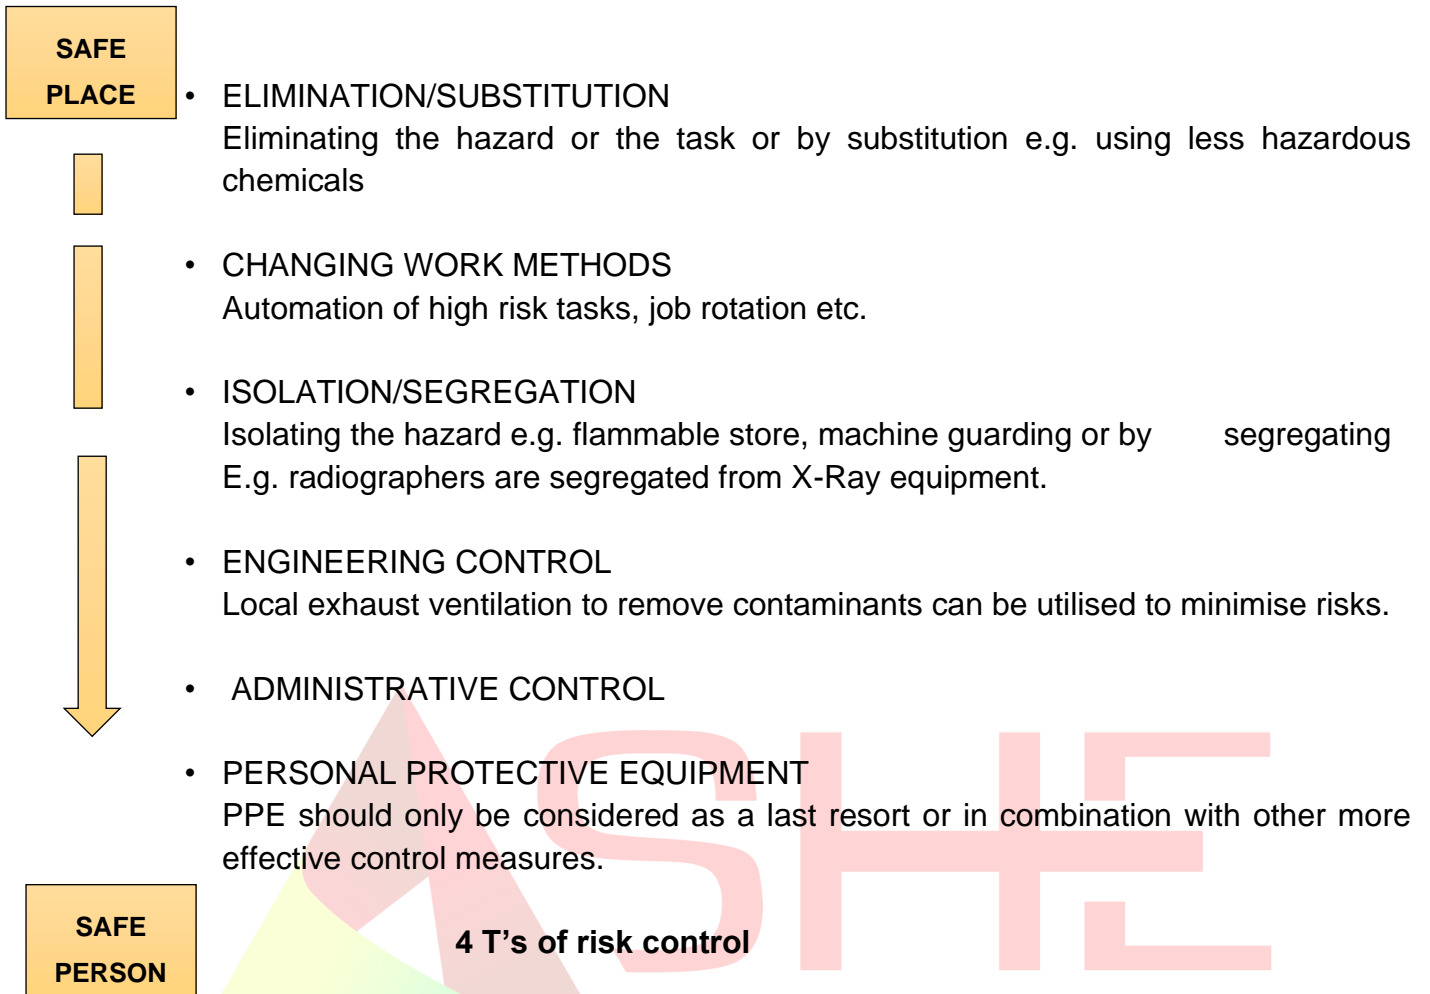 SAFE
PLACE
• ELIMINATION/SUBSTITUTION
Eliminating the hazard or the task or by substitution e.g. using less hazardous
chemicals
• CHANGING WORK METHODS
Automation of high risk tasks, job rotation etc.
• ISOLATION/SEGREGATION
Isolating the hazard e.g. flammable store, machine guarding or by segregating
E.g. radiographers are segregated from X-Ray equipment.
• ENGINEERING CONTROL
Local exhaust ventilation to remove contaminants can be utilised to minimise risks.
• ADMINISTRATIVE CONTROL
• PERSONAL PROTECTIVE EQUIPMENT
PPE should only be considered as a last resort or in combination with other more
effective control measures.
SAFE
PERSON
4 T's of risk control
SHE